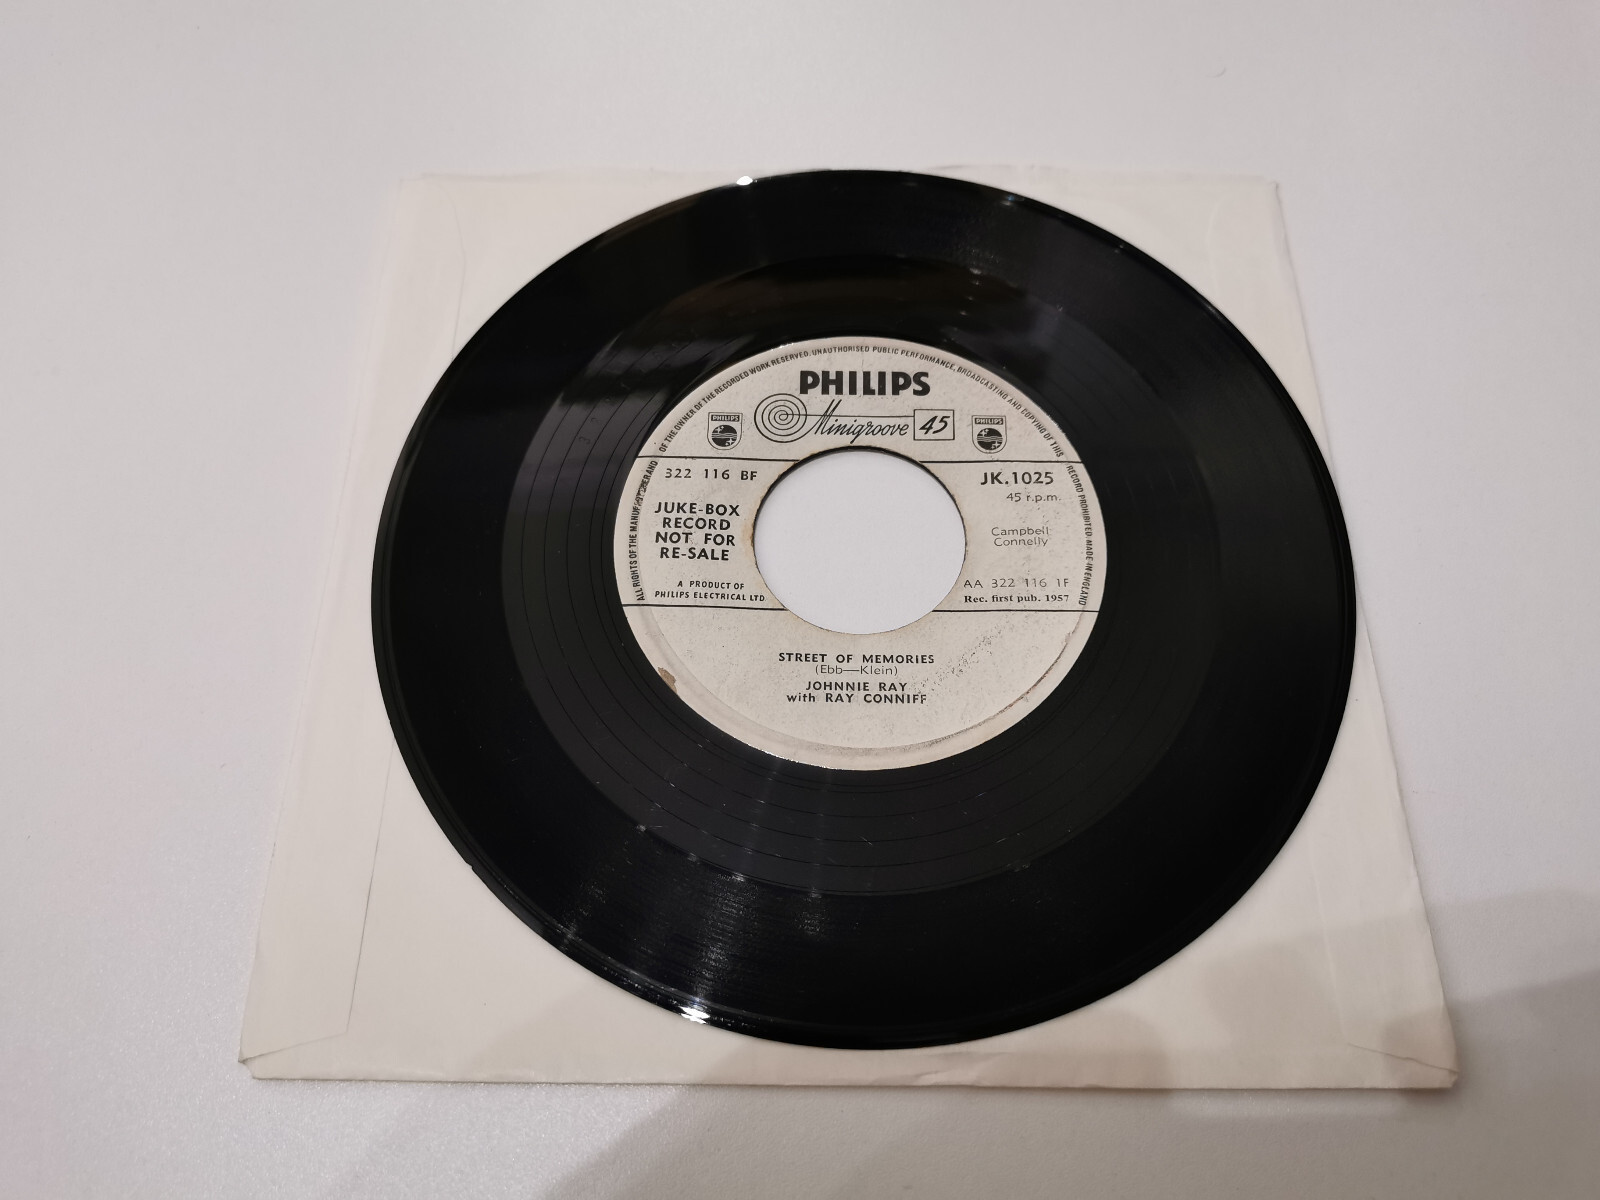 ALL RIGHTS OF THE MANUFACTURER AND OF THE OWNER OF THE RECORDED WORK RESERVED. UNAUTHORISED PUBLIC PERFORMANCE, BROADCASTING AND COPYING OF THIS RECORD PROHIBITED. MADE IN ENGLAND
PHILIPS
Minigroove 45
PHILIPS
PHILIPS
322 116 BF
JUKE-BOX
RECORD
NOT FOR
RE-SALE
A PRODUCT OF
PHILIPS ELECTRICAL LTD
JK.1025
45 r.p.m.
Campbell
Connelly
AA 322 116 1F
Rec. first pub. 1957
STREET OF MEMORIES
(Ebb—Klein)
JOHNNIE RAY
with RAY CONNIFF